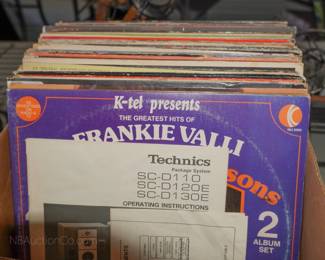 K-tel presents
THE GREATEST HITS OF
FRANKIE VALLI
Technics
Package System
SC-D110
SC-D120E
SC-D130E
OPERATING INSTRUCTIONS
sons
2
ALBUM
SET
NBAuctionCo